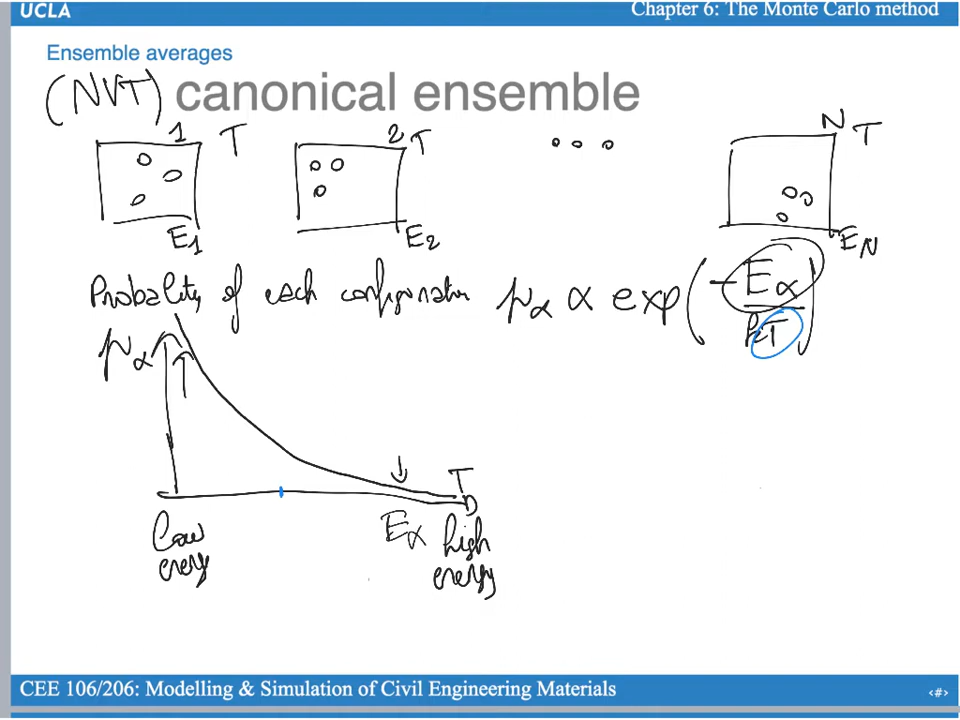 UCLA
Chapter 6: The Monte Carlo method
Ensemble averages
(NVT) canonical ensemble
1 T 2 T ∘ ∘ ∘ N T
E1 E2 EN
Probality of each configuration pα ∝ exp(-Eα/kT)
pα
T
Eα
low energy
high energy
CEE 106/206: Modelling & Simulation of Civil Engineering Materials
‹#›